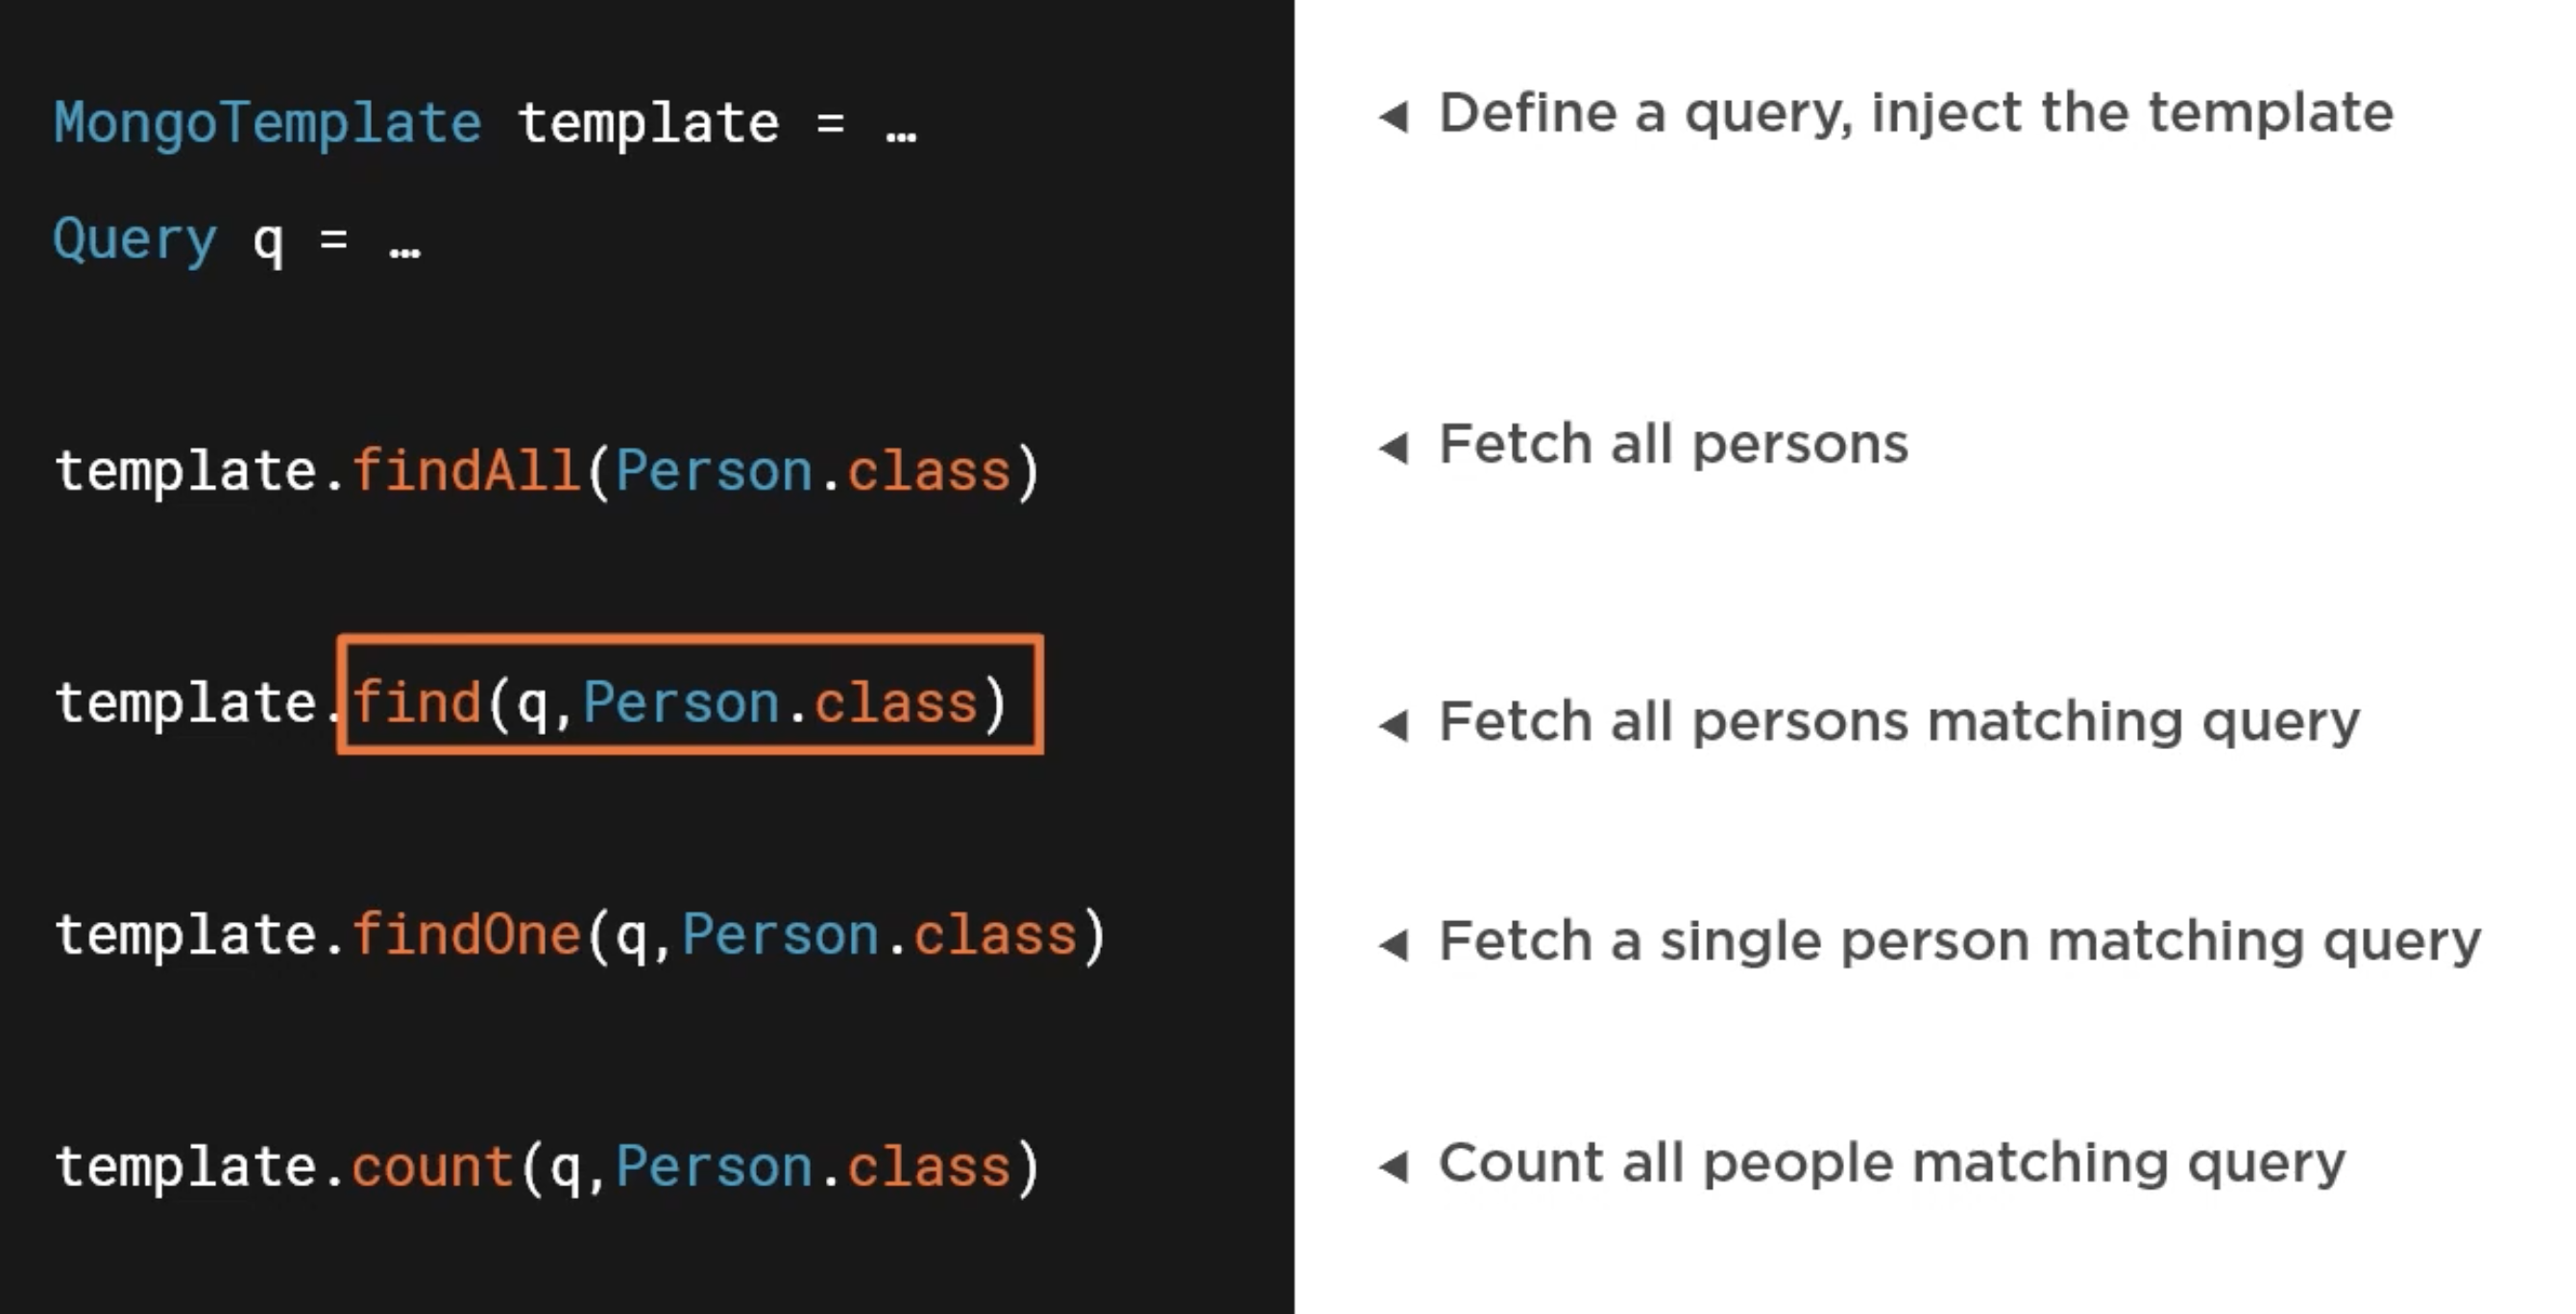 MongoTemplate template = …
Query q = …
template.findAll(Person.class)
template.find(q,Person.class)
template.findOne(q,Person.class)
template.count(q,Person.class)
◀ Define a query, inject the template
◀ Fetch all persons
◀ Fetch all persons matching query
◀ Fetch a single person matching query
◀ Count all people matching query